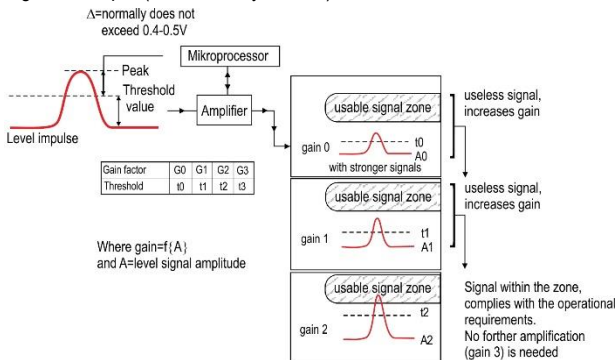 Δ=normally does not
exceed 0.4-0.5V
Mikroprocessor
Peak
Threshold
value
Amplifier
Level impulse
Gain factor G0 G1 G2 G3
Threshold t0 t1 t2 t3
Where gain=f{A}
and A=level signal amplitude
usable signal zone
gain 0
t0
A0
with stronger signals
useless signal,
increases gain
usable signal zone
gain 1
t1
A1
useless signal,
increases gain
usable signal zone
gain 2
t2
A2
Signal within the zone,
complies with the operational
requirements.
No forther amplification
(gain 3) is needed